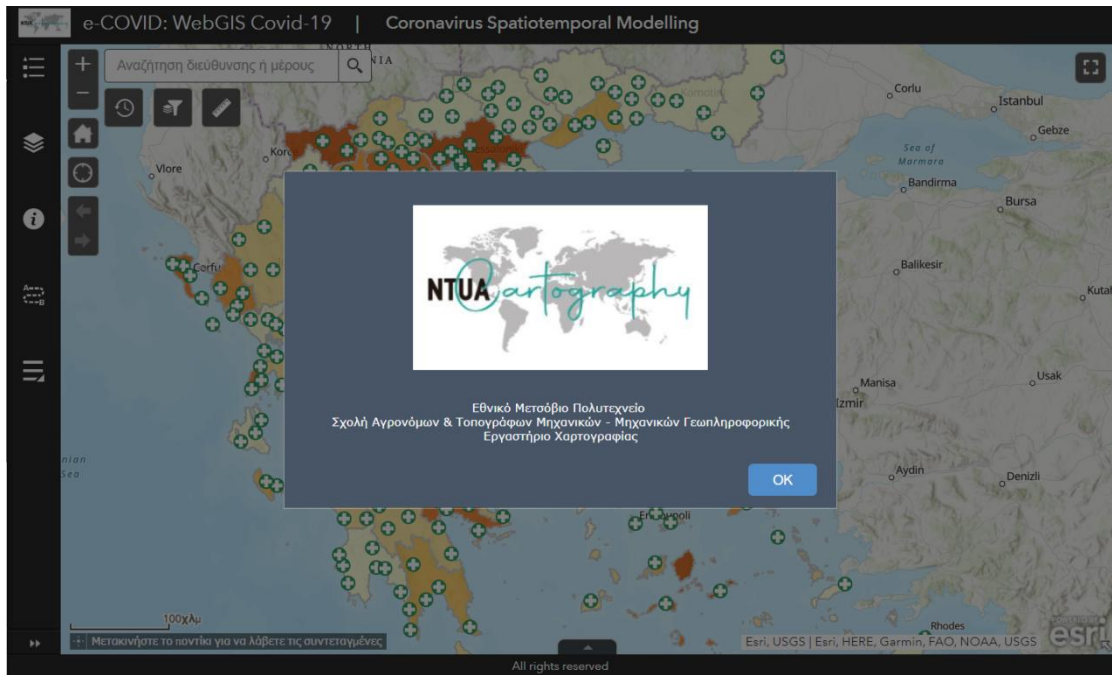 e-COVID: WebGIS Covid-19 | Coronavirus Spatiotemporal Modelling
NORTH
Αναζήτηση διεύθυνσης ή μέρους
Corlu
Istanbul
Gebze
Sea of
Marmara
Vlore
Bandirma
Bursa
Corfu
Balikesir
NTUA Cartography
Manisa
Usak
Izmir
Εθνικό Μετσόβιο Πολυτεχνείο
Σχολή Αγρονόμων & Τοπογράφων Μηχανικών - Μηχανικών Γεωπληροφορικής
Εργαστήριο Χαρτογραφίας
Sea
Aydin
Denizli
OK
100χλμ
Rhodes
Μετακινήστε το ποντίκι για να λάβετε τις συντεταγμένες
Esri, USGS | Esri, HERE, Garmin, FAO, NOAA, USGS
esri
All rights reserved